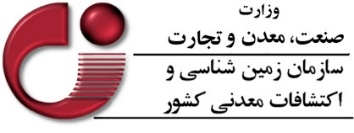 وزارت
صنعت، معدن و تجارت
سازمان زمین شناسی و
اکتشافات معدنی کشور